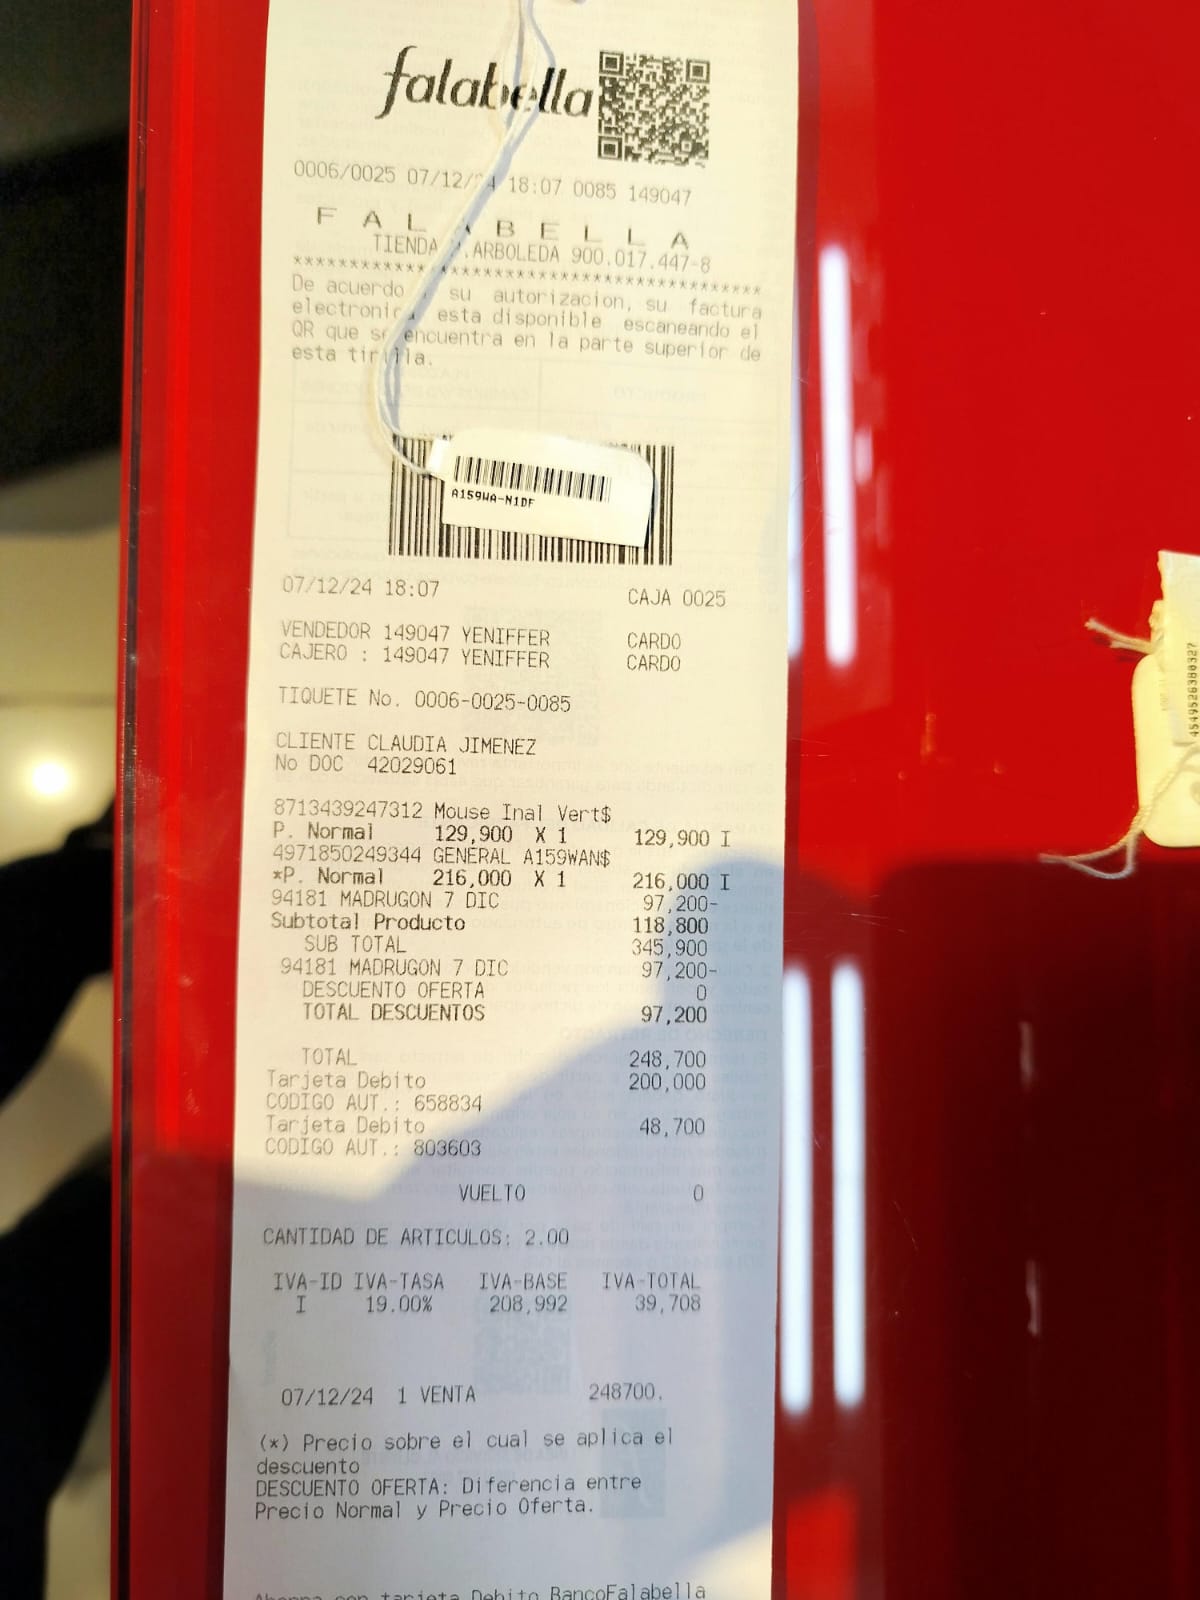 falabella
0006/0025 07/12/24 18:07 0085 149047
FALABELLA
TIENDA ARBOLEDA 900.017.447-8
************************************************
De acuerdo su autorizacion, su factura
electronica esta disponible escaneando el
QR que se encuentra en la parte superior de
esta tirilla.
A159WA-N1DF
07/12/24 18:07 CAJA 0025
VENDEDOR 149047 YENIFFER CARDO
CAJERO : 149047 YENIFFER CARDO
TIQUETE No. 0006-0025-0085
CLIENTE CLAUDIA JIMENEZ
No DOC 42029061
8713439247312 Mouse Inal Vert$
P. Normal 129,900 X 1 129,900 I
4971850249344 GENERAL A159WAN$
*P. Normal 216,000 X 1 216,000 I
94181 MADRUGON 7 DIC 97,200-
Subtotal Producto 118,800
SUB TOTAL 345,900
94181 MADRUGON 7 DIC 97,200-
DESCUENTO OFERTA 0
TOTAL DESCUENTOS 97,200
TOTAL 248,700
Tarjeta Debito 200,000
CODIGO AUT.: 658834
Tarjeta Debito 48,700
CODIGO AUT.: 803603
VUELTO 0
CANTIDAD DE ARTICULOS: 2.00
IVA-ID IVA-TASA IVA-BASE IVA-TOTAL
I 19.00% 208,992 39,708
07/12/24 1 VENTA 248700.
(*) Precio sobre el cual se aplica el
descuento
DESCUENTO OFERTA: Diferencia entre
Precio Normal y Precio Oferta.
con tarjeta Debito BancoFalabella
4549526380327